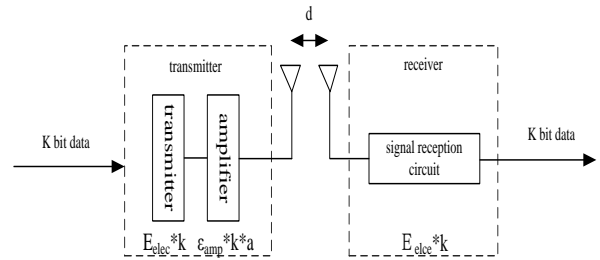 d
transmitter
receiver
K bit data
transmitter
amplifier
signal reception
circuit
K bit data
E_elec*k
ε_amp*k*a
E_elce*k